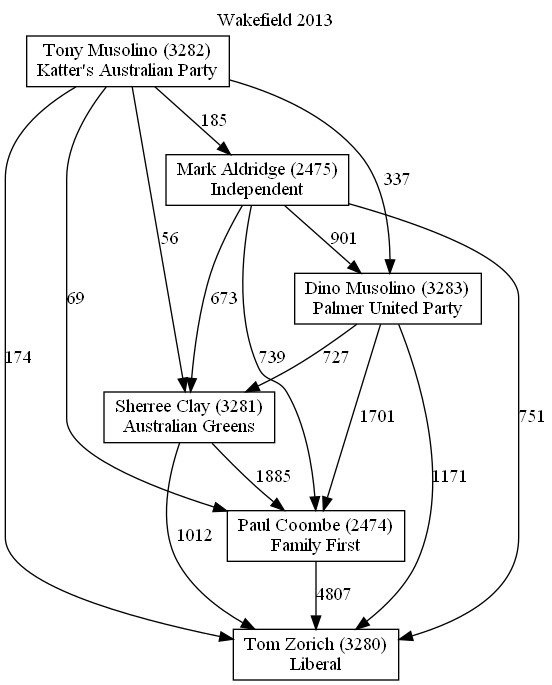 Wakefield 2013
Tony Musolino (3282)
Katter's Australian Party
185
Mark Aldridge (2475)
Independent
337
56
901
Dino Musolino (3283)
Palmer United Party
69
673
174
739
727
751
Sherree Clay (3281)
Australian Greens
1701
1885
1171
Paul Coombe (2474)
Family First
1012
4807
Tom Zorich (3280)
Liberal